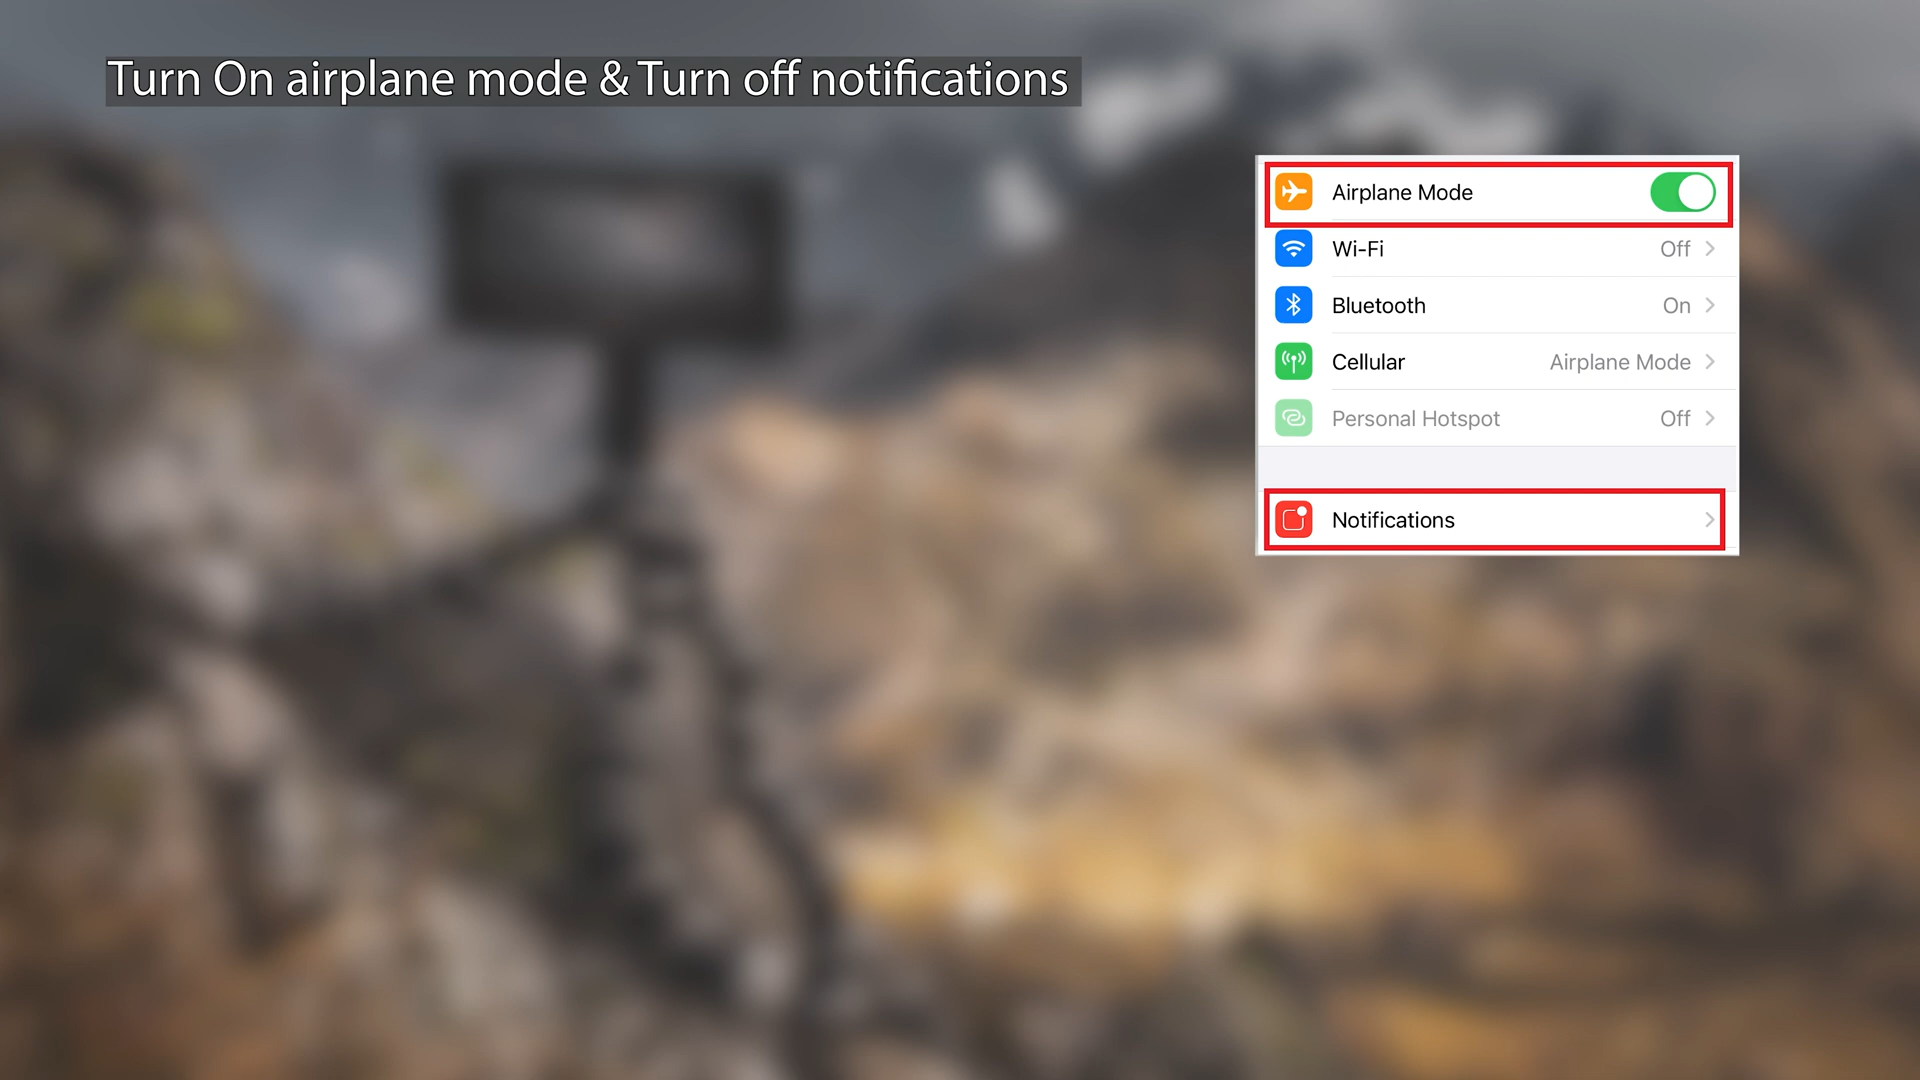 Turn On airplane mode & Turn off notifications
Airplane Mode
Wi-Fi Off
Bluetooth On
Cellular Airplane Mode
Personal Hotspot Off
Notifications